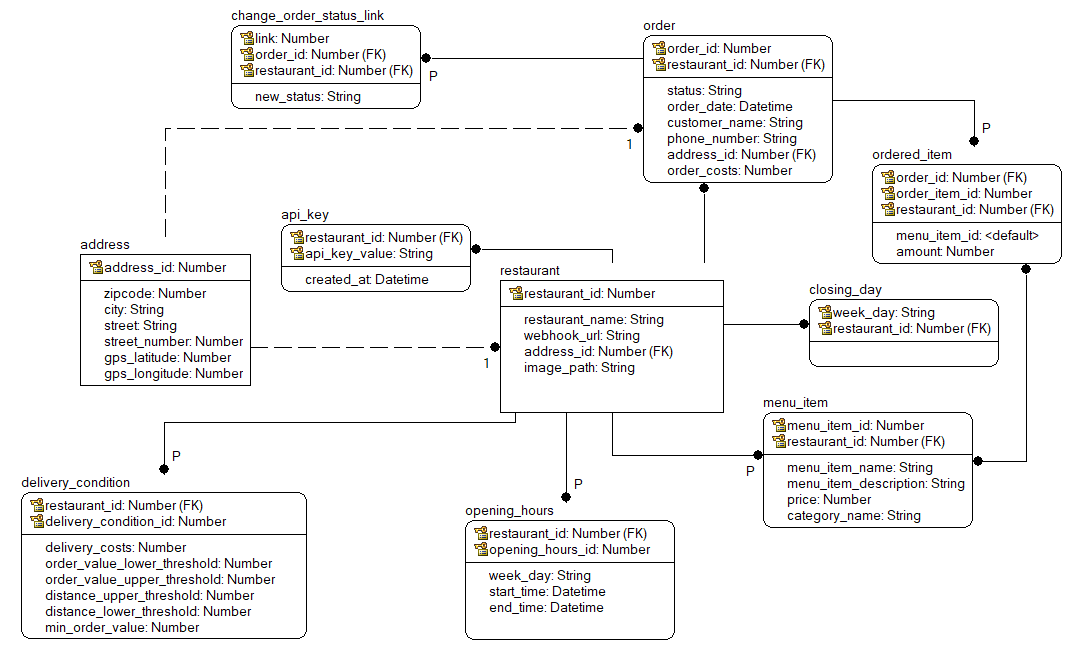 change_order_status_link
link: Number
order_id: Number (FK)
restaurant_id: Number (FK)
new_status: String
P
order
order_id: Number
restaurant_id: Number (FK)
status: String
order_date: Datetime
customer_name: String
phone_number: String
address_id: Number (FK)
order_costs: Number
1
P
ordered_item
order_id: Number (FK)
order_item_id: Number
restaurant_id: Number (FK)
menu_item_id: <default>
amount: Number
api_key
restaurant_id: Number (FK)
api_key_value: String
created_at: Datetime
address
address_id: Number
zipcode: Number
city: String
street: String
street_number: Number
gps_latitude: Number
gps_longitude: Number
1
restaurant
restaurant_id: Number
restaurant_name: String
webhook_url: String
address_id: Number (FK)
image_path: String
closing_day
week_day: String
restaurant_id: Number (FK)
menu_item
menu_item_id: Number
restaurant_id: Number (FK)
menu_item_name: String
menu_item_description: String
price: Number
category_name: String
P
P
delivery_condition
restaurant_id: Number (FK)
delivery_condition_id: Number
delivery_costs: Number
order_value_lower_threshold: Number
order_value_upper_threshold: Number
distance_upper_threshold: Number
distance_lower_threshold: Number
min_order_value: Number
P
opening_hours
restaurant_id: Number (FK)
opening_hours_id: Number
week_day: String
start_time: Datetime
end_time: Datetime